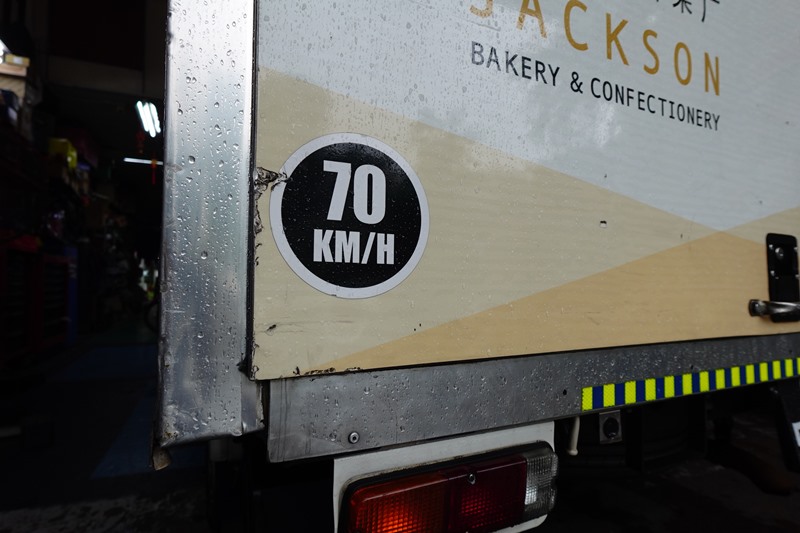 JACKSON
BAKERY & CONFECTIONERY
70
KM/H